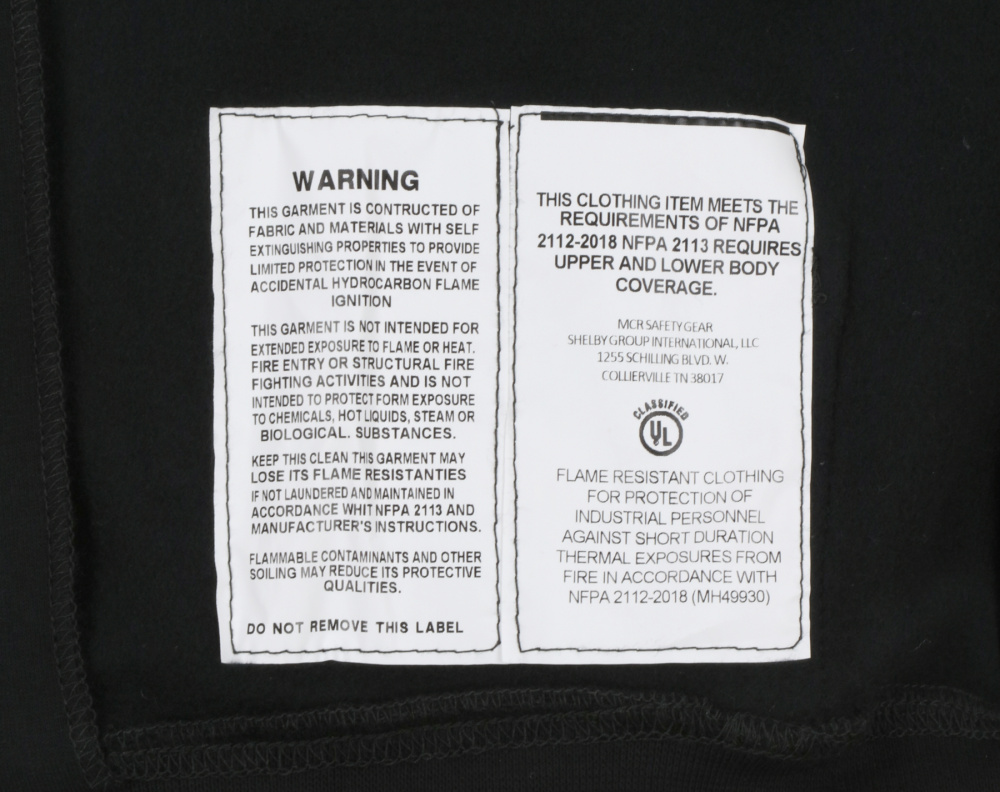 WARNING
THIS GARMENT IS CONTRUCTED OF
FABRIC AND MATERIALS WITH SELF
EXTINGUISHING PROPERTIES TO PROVIDE
LIMITED PROTECTION IN THE EVENT OF
ACCIDENTAL HYDROCARBON FLAME
IGNITION
THIS GARMENT IS NOT INTENDED FOR
EXTENDED EXPOSURE TO FLAME OR HEAT.
FIRE ENTRY OR STRUCTURAL FIRE
FIGHTING ACTIVITIES AND IS NOT
INTENDED TO PROTECT FORM EXPOSURE
TO CHEMICALS, HOT LIQUIDS, STEAM OR
BIOLOGICAL. SUBSTANCES.
KEEP THIS CLEAN THIS GARMENT MAY
LOSE ITS FLAME RESISTANTIES
IF NOT LAUNDERED AND MAINTAINED IN
ACCORDANCE WHIT NFPA 2113 AND
MANUFACTURER'S INSTRUCTIONS.
FLAMMABLE CONTAMINANTS AND OTHER
SOILING MAY REDUCE ITS PROTECTIVE
QUALITIES.
DO NOT REMOVE THIS LABEL
THIS CLOTHING ITEM MEETS THE
REQUIREMENTS OF NFPA
2112-2018 NFPA 2113 REQUIRES
UPPER AND LOWER BODY
COVERAGE.
MCR SAFETY GEAR
SHELBY GROUP INTERNATIONAL, LLC
1255 SCHILLING BLVD. W.
COLLIERVILLE TN 38017
CLASSIFIED
UL
FLAME RESISTANT CLOTHING
FOR PROTECTION OF
INDUSTRIAL PERSONNEL
AGAINST SHORT DURATION
THERMAL EXPOSURES FROM
FIRE IN ACCORDANCE WITH
NFPA 2112-2018 (MH49930)